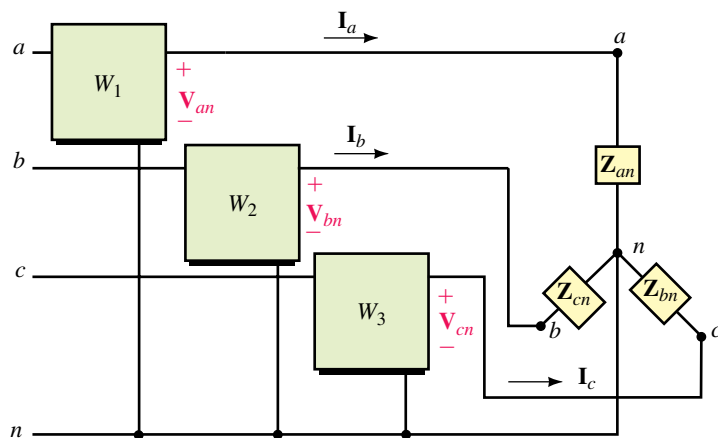 I_a
a
a
W_1
+
V_an
−
Z_an
I_b
b
W_2
+
V_bn
−
n
c
W_3
+
V_cn
−
Z_cn
Z_bn
b
c
I_c
n